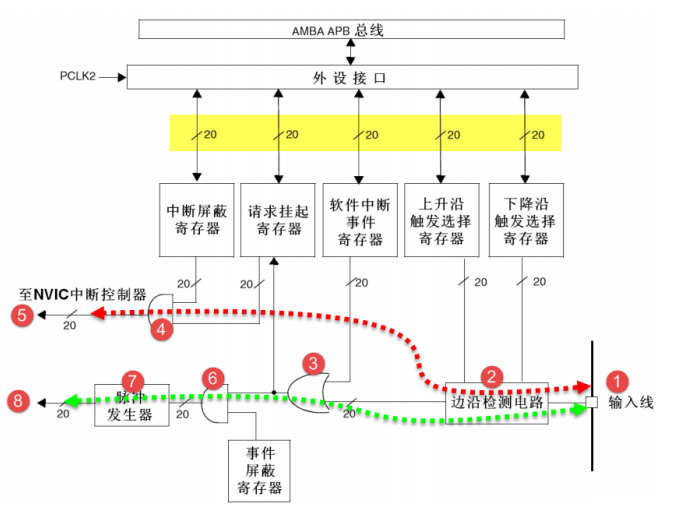 AMBA APB 总线
PCLK2
外设接口
20
20
20
20
20
中断屏蔽
寄存器
请求挂起
寄存器
软件中断
事件
寄存器
上升沿
触发选择
寄存器
下降沿
触发选择
寄存器
20
20
20
20
20
至NVIC中断控制器
5
20
4
3
2
1
6
7
8
20
脉冲
发生器
20
20
边沿检测电路
输入线
事件
屏蔽
寄存器